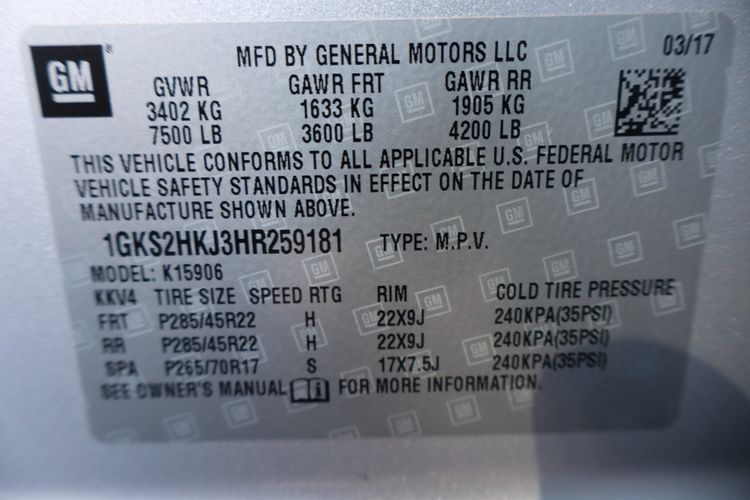 GM
MFD BY GENERAL MOTORS LLC 03/17
GVWR GAWR FRT GAWR RR
3402 KG 1633 KG 1905 KG
7500 LB 3600 LB 4200 LB
THIS VEHICLE CONFORMS TO ALL APPLICABLE U.S. FEDERAL MOTOR
VEHICLE SAFETY STANDARDS IN EFFECT ON THE DATE OF
MANUFACTURE SHOWN ABOVE.
1GKS2HKJ3HR259181 TYPE: M.P.V.
MODEL: K15906
KKV4 TIRE SIZE SPEED RTG RIM COLD TIRE PRESSURE
FRT P285/45R22 H 22X9J 240KPA(35PSI)
RR P285/45R22 H 22X9J 240KPA(35PSI)
SPA P265/70R17 S 17X7.5J 240KPA(35PSI)
SEE OWNER'S MANUAL FOR MORE INFORMATION.